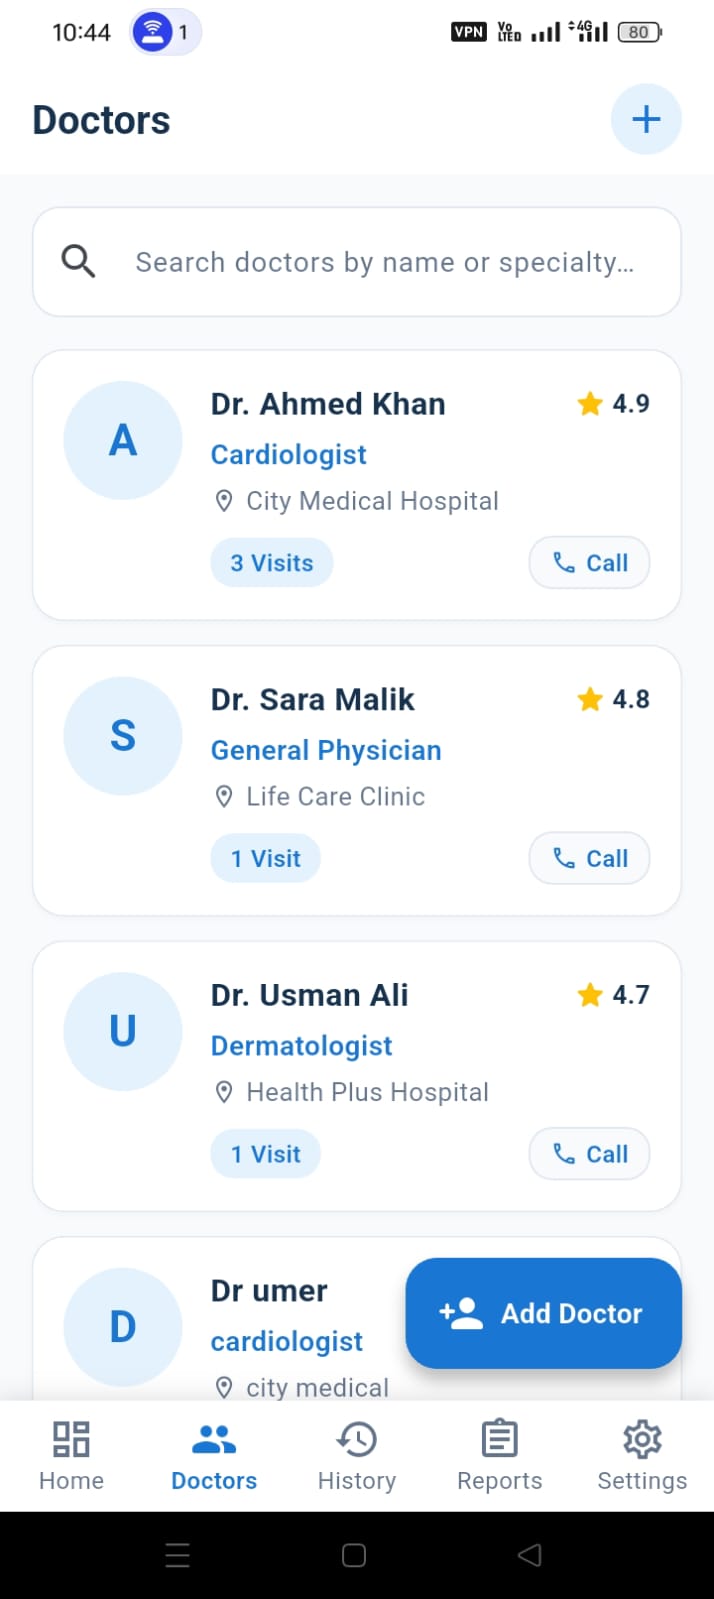 10:44 1 VPN Vo LTED 4G 80
Doctors
Search doctors by name or specialty...
A
Dr. Ahmed Khan 4.9
Cardiologist
City Medical Hospital
3 Visits Call
S
Dr. Sara Malik 4.8
General Physician
Life Care Clinic
1 Visit Call
U
Dr. Usman Ali 4.7
Dermatologist
Health Plus Hospital
1 Visit Call
D
Dr umer
cardiologist
city medical
Add Doctor
Home Doctors History Reports Settings